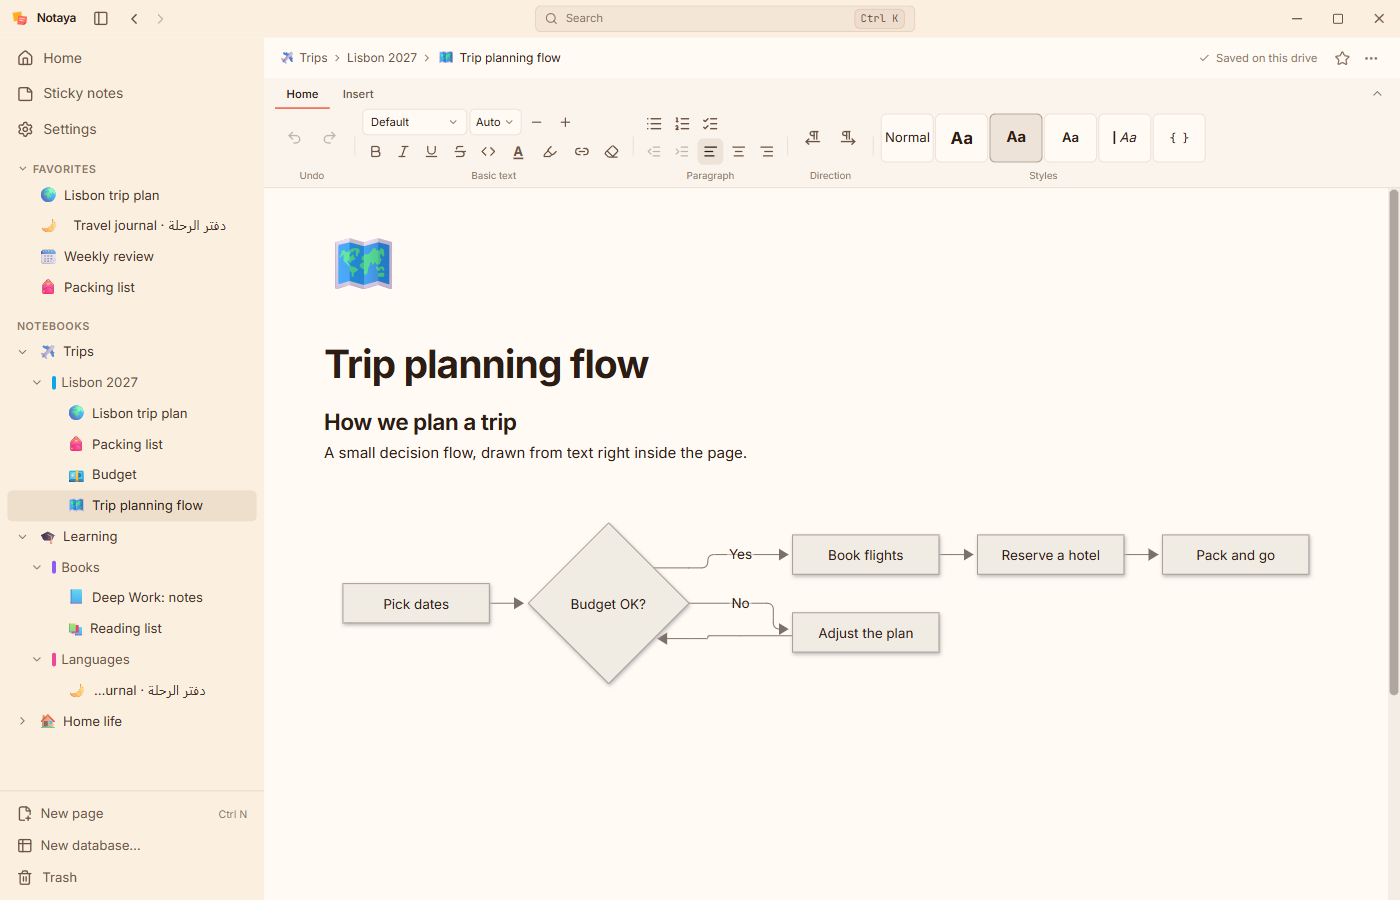 Notaya
Search
Ctrl K
Home
Sticky notes
Settings
FAVORITES
Lisbon trip plan
Travel journal · دفتر الرحلة
Weekly review
Packing list
NOTEBOOKS
Trips
Lisbon 2027
Lisbon trip plan
Packing list
Budget
Trip planning flow
Learning
Books
Deep Work: notes
Reading list
Languages
...urnal · دفتر الرحلة
Home life
New page
Ctrl N
New database...
Trash
Trips > Lisbon 2027 > Trip planning flow
Saved on this drive
Home Insert
Default Auto
Normal Aa Aa Aa Aa { }
Undo Basic text Paragraph Direction Styles
Trip planning flow
How we plan a trip
A small decision flow, drawn from text right inside the page.
Pick dates
Budget OK?
Yes
Book flights
Reserve a hotel
Pack and go
No
Adjust the plan